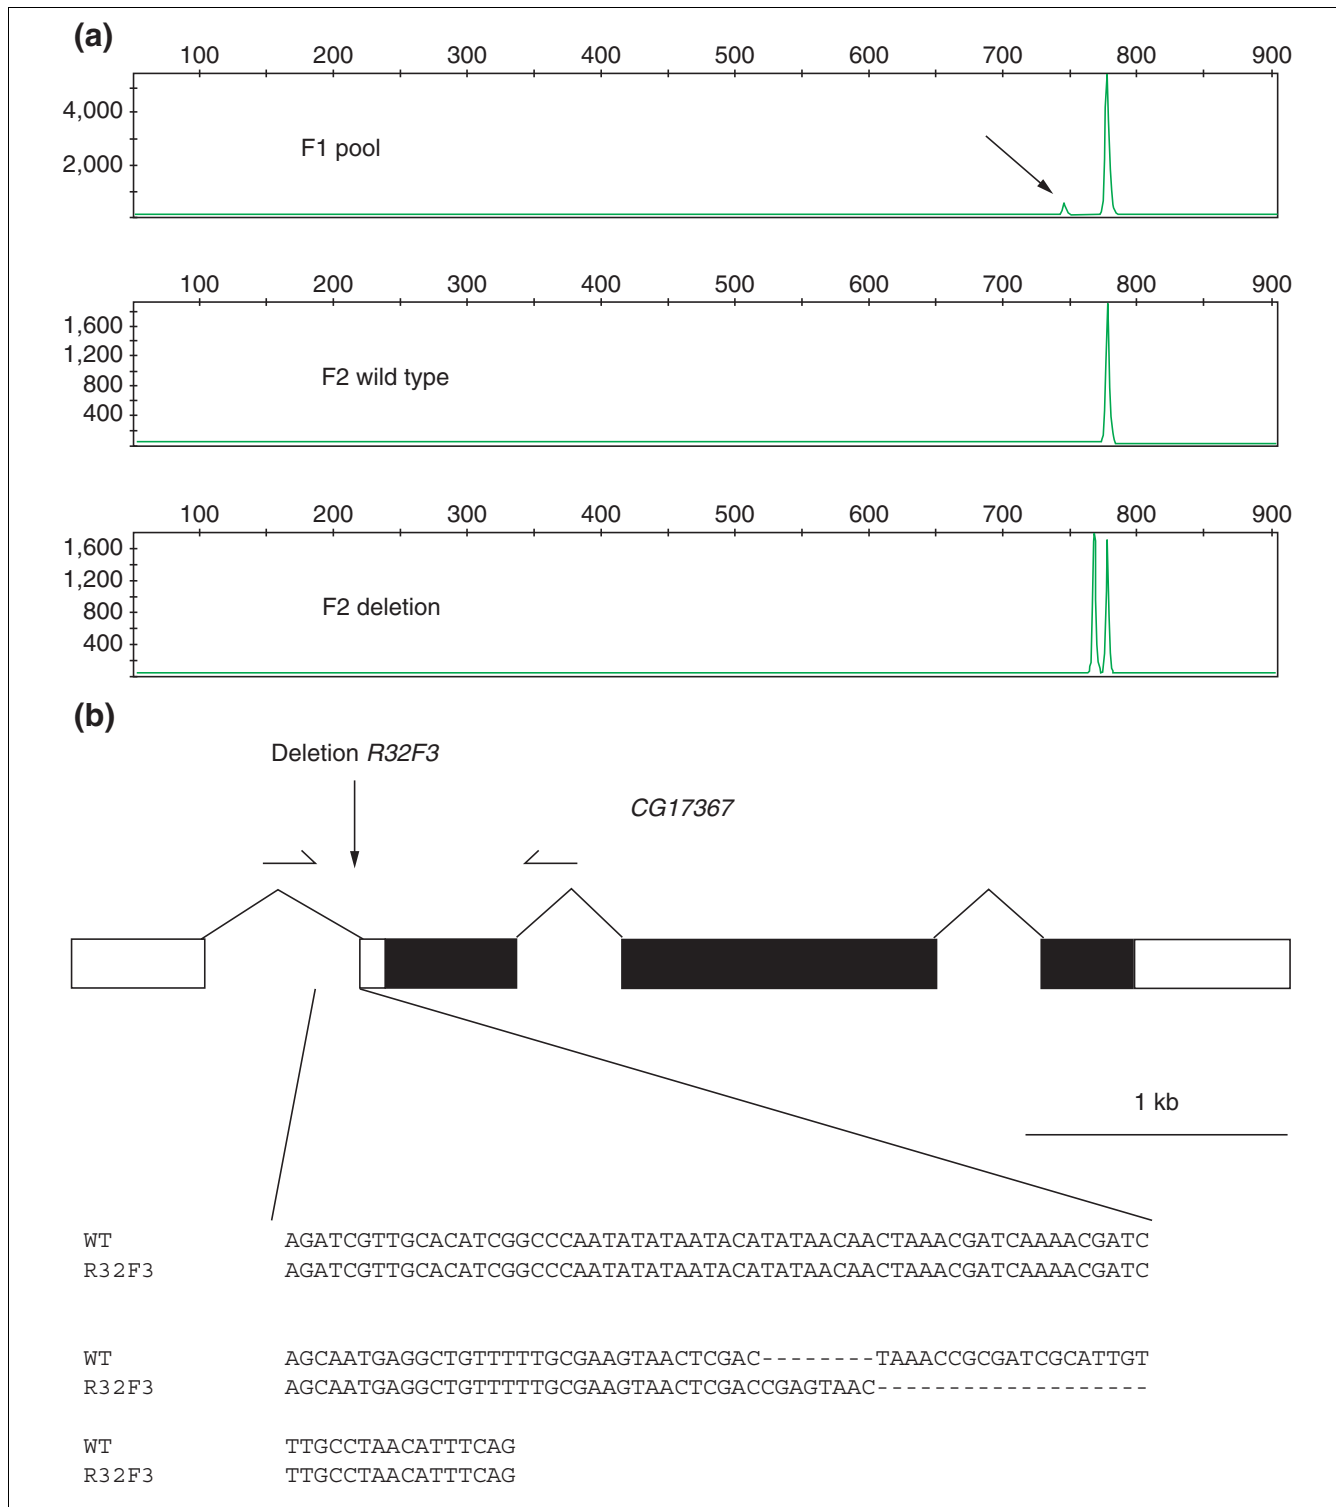 (a)
100 200 300 400 500 600 700 800 900
4,000
2,000
F1 pool
100 200 300 400 500 600 700 800 900
1,600
1,200
800
400
F2 wild type
100 200 300 400 500 600 700 800 900
1,600
1,200
800
400
F2 deletion
(b)
Deletion R32F3
CG17367
1 kb
WT AGATCGTTGCACATCGGCCCAATATATAATACATATAACAACTAAACGATCAAAACGATC
R32F3 AGATCGTTGCACATCGGCCCAATATATAATACATATAACAACTAAACGATCAAAACGATC
WT AGCAATGAGGCTGTTTTTGCGAAGTAACTCGAC--------TAAACCGCGATCGCATTGT
R32F3 AGCAATGAGGCTGTTTTTGCGAAGTAACTCGACCGAGTAAC-------------------
WT TTGCCTAACATTTCAG
R32F3 TTGCCTAACATTTCAG